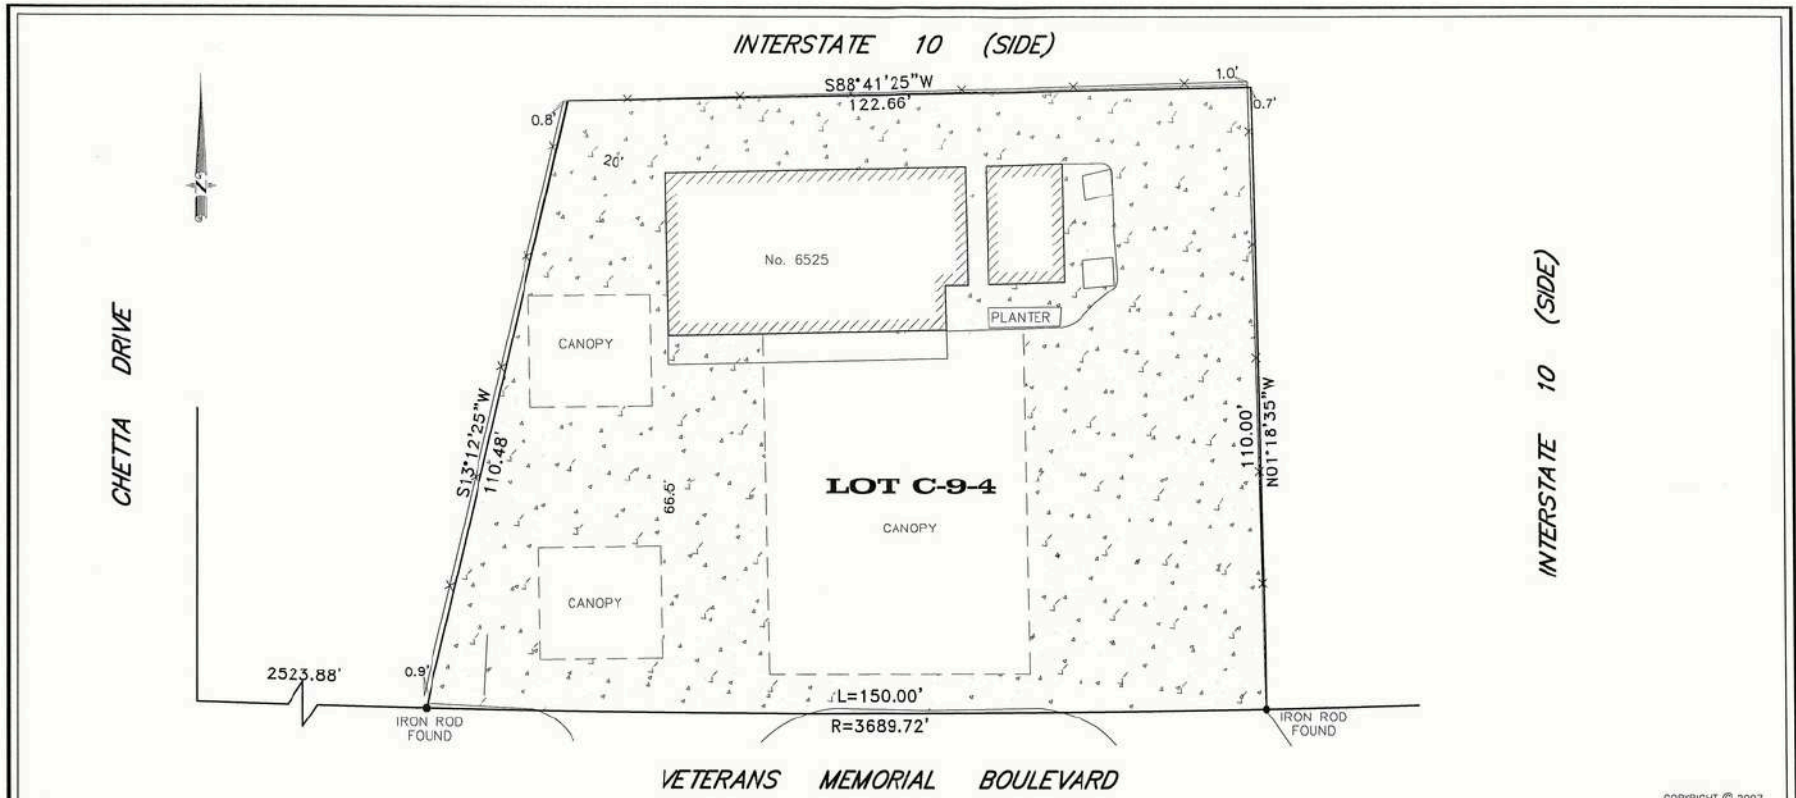 INTERSTATE 10 (SIDE)
S88°41'25"W
122.66'
1.0'
0.7'
0.8'
20'
N
No. 6525
PLANTER
CANOPY
CHETTA DRIVE
INTERSTATE 10 (SIDE)
S13°12'25"W
110.48'
66.5'
LOT C-9-4
CANOPY
110.00'
N01°18'35"W
CANOPY
2523.88'
0.9'
L=150.00'
R=3689.72'
IRON ROD
FOUND
IRON ROD
FOUND
VETERANS MEMORIAL BOULEVARD
COPYRIGHT © 2007